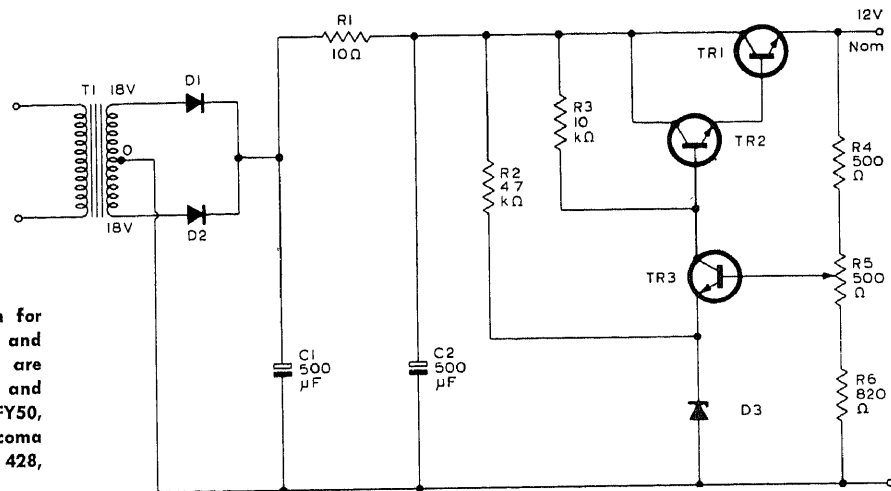 12V
Nom
R1
10Ω
TR1
T1
18V
D1
O
18V
D2
R3
10
kΩ
TR2
R2
47
kΩ
R4
500
Ω
TR3
R5
500
Ω
C1
500
µF
C2
500
µF
D3
R6
820
Ω
n for
and
are
and
FY50,
coma
428,